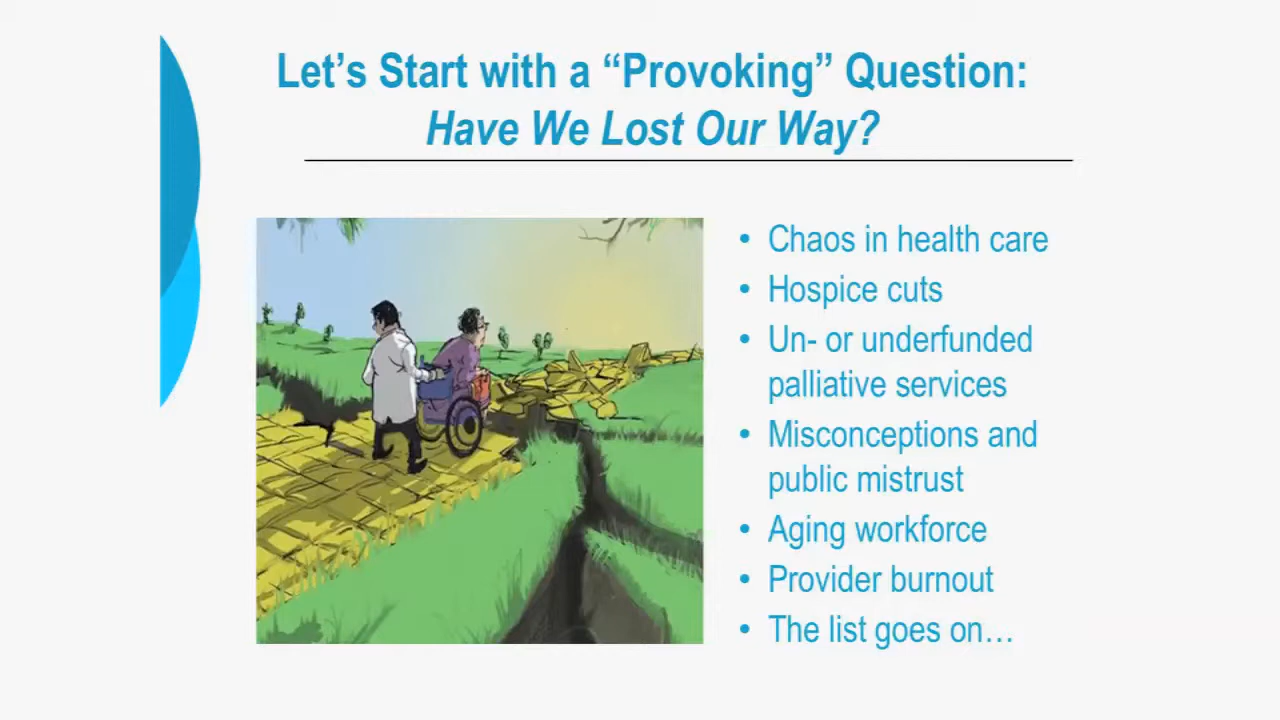 Let’s Start with a “Provoking” Question:
Have We Lost Our Way?
• Chaos in health care
• Hospice cuts
• Un- or underfunded
palliative services
• Misconceptions and
public mistrust
• Aging workforce
• Provider burnout
• The list goes on…